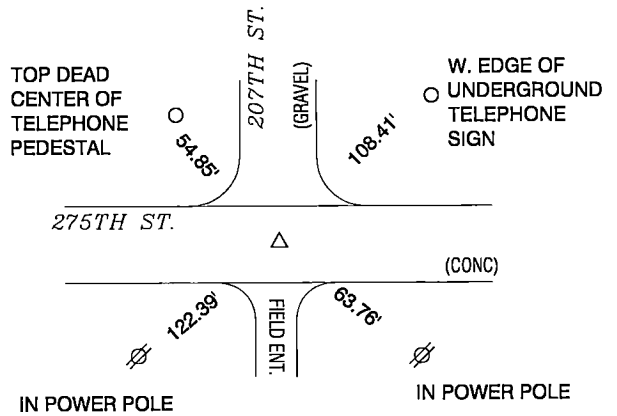 TOP DEAD
CENTER OF
TELEPHONE
PEDESTAL
54.85'
207TH ST.
(GRAVEL)
108.41'
W. EDGE OF
UNDERGROUND
TELEPHONE
SIGN
275TH ST.
(CONC)
122.39'
FIELD ENT.
63.76'
IN POWER POLE
IN POWER POLE